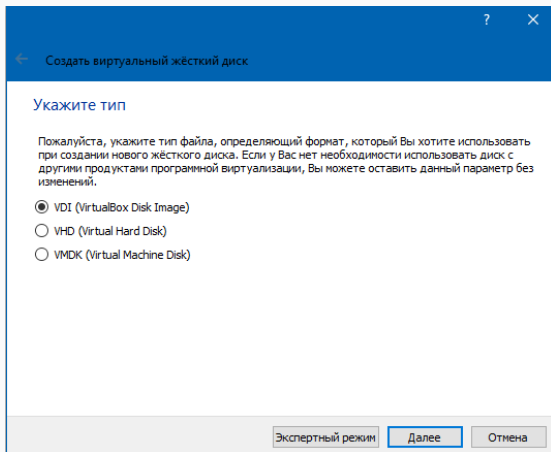 ?
Создать виртуальный жёсткий диск
Укажите тип
Пожалуйста, укажите тип файла, определяющий формат, который Вы хотите использовать
при создании нового жёсткого диска. Если у Вас нет необходимости использовать диск с
другими продуктами программной виртуализации, Вы можете оставить данный параметр без
изменений.
VDI (VirtualBox Disk Image)
VHD (Virtual Hard Disk)
VMDK (Virtual Machine Disk)
Экспертный режим Далее Отмена